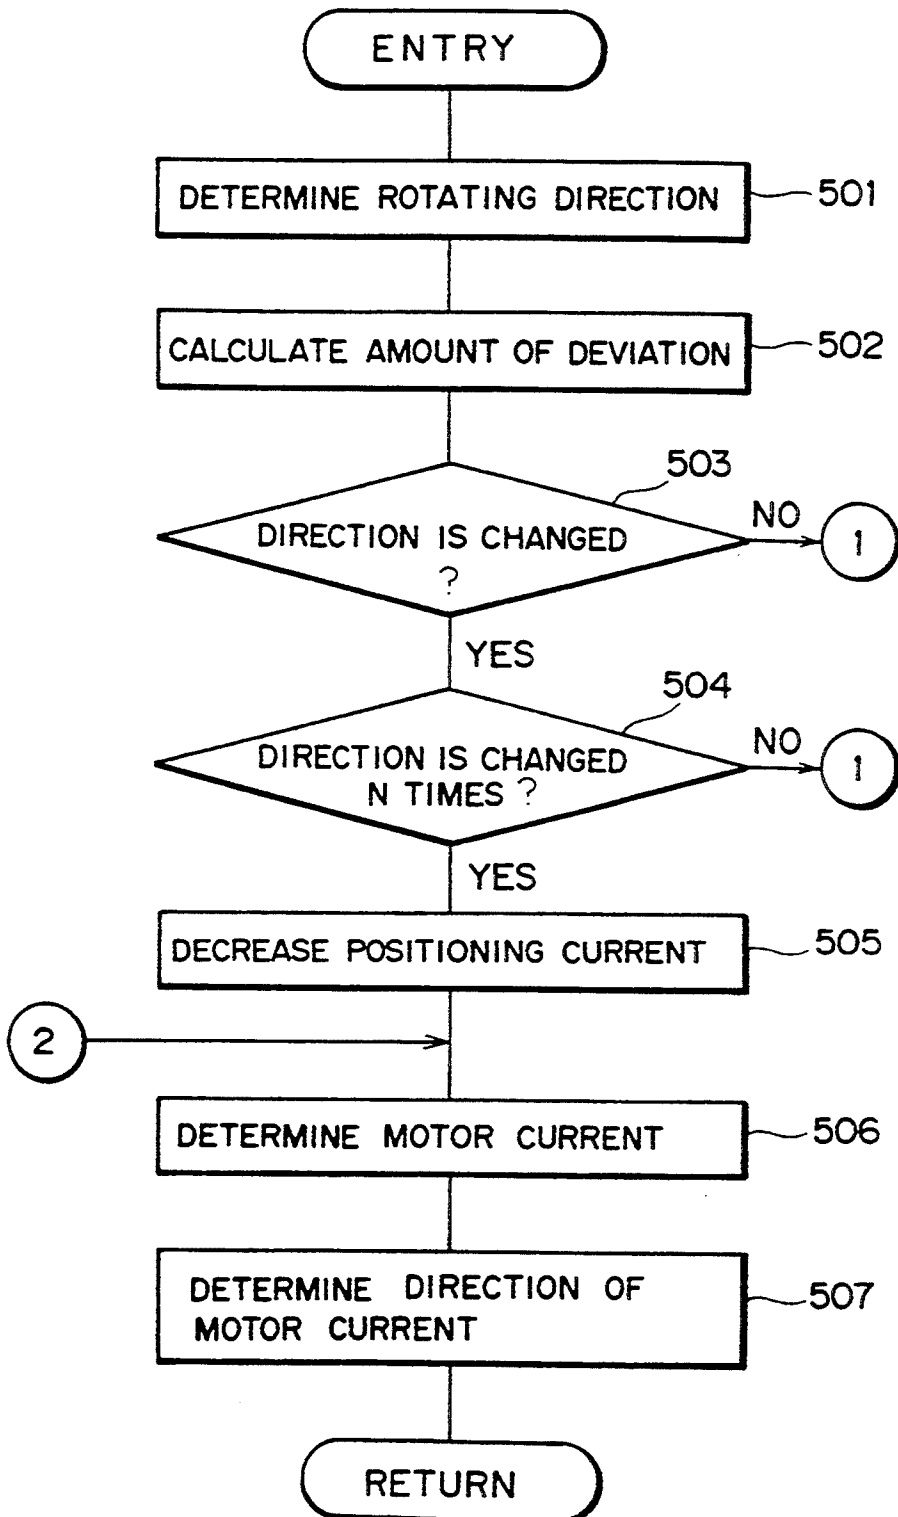 ENTRY
DETERMINE ROTATING DIRECTION
501
CALCULATE AMOUNT OF DEVIATION
502
503
DIRECTION IS CHANGED
?
NO
1
YES
504
DIRECTION IS CHANGED
N TIMES ?
NO
1
YES
DECREASE POSITIONING CURRENT
505
2
DETERMINE MOTOR CURRENT
506
DETERMINE DIRECTION OF
MOTOR CURRENT
507
RETURN